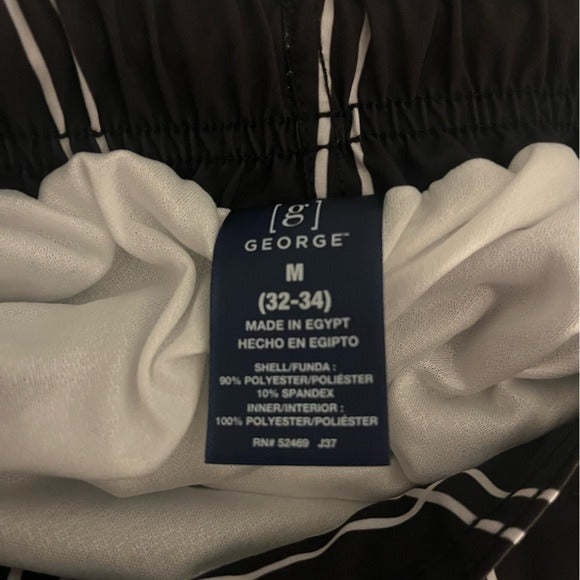 [g]
GEORGE™
M
(32-34)
MADE IN EGYPT
HECHO EN EGIPTO
SHELL/FUNDA :
90% POLYESTER/POLIÉSTER
10% SPANDEX
INNER/INTERIOR :
100% POLYESTER/POLIÉSTER
RN# 52469 J37